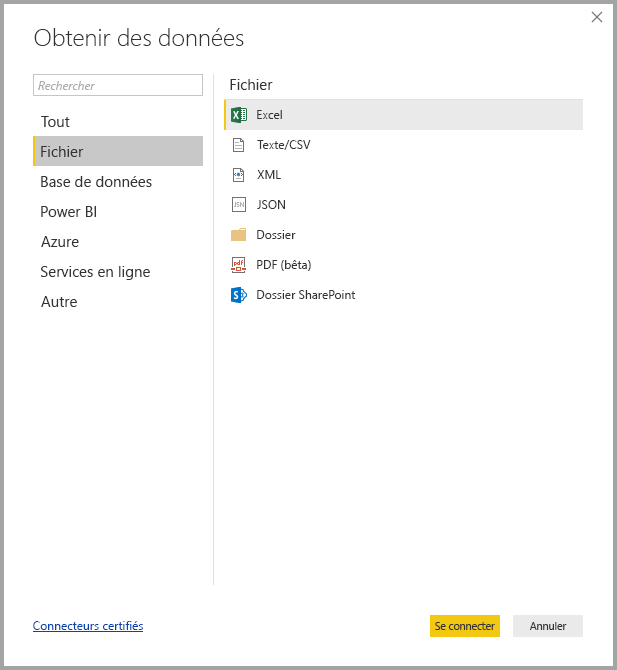 Obtenir des données
Rechercher
Tout
Fichier
Base de données
Power BI
Azure
Services en ligne
Autre
Fichier
Excel
Texte/CSV
XML
JSON
Dossier
PDF (bêta)
Dossier SharePoint
Connecteurs certifiés
Se connecter
Annuler